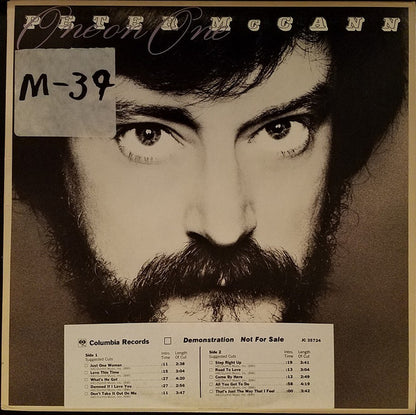 PETER McCANN
One on One
M-34
Columbia Records Demonstration Not For Sale JC 35724
Side 1 Intro. Length
Suggested Cuts Time Of Cut
Just One Woman :11 2:38
Love This Time :15 3:04
What's He Got :27 4:20
Damned If I Love You :27 3:56
Don't Take It Out On Me :11 3:47
Side 2 Intro. Length
Suggested Cuts Time Of Cut
Step Right Up :19 3:41
Road To Love :13 3:04
Come By Here :12 2:49
All You Got To Do :58 4:19
That's Just The Way That I Feel :00 3:42